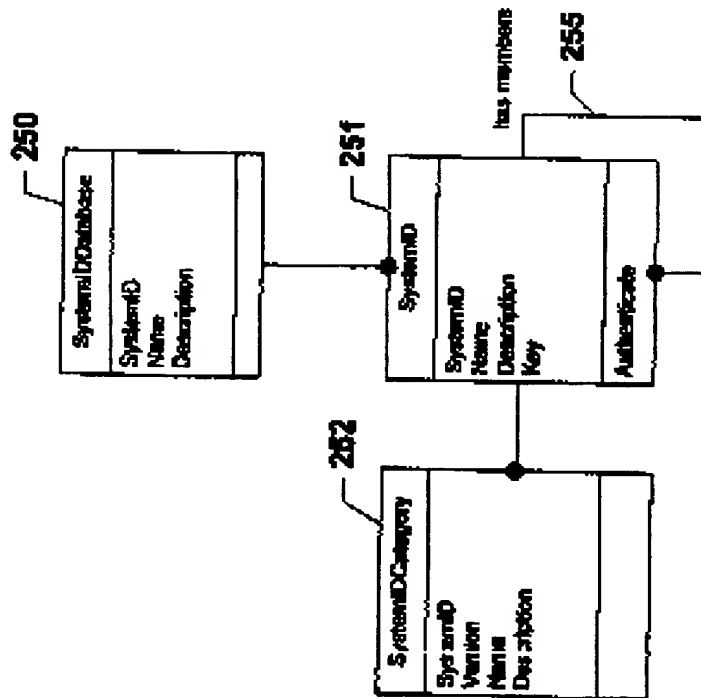 250
SystemIDDatabase
SystemID
Name
Description
251
SystemID
SystemID
Name
Description
Key
Authenticate
has members
255
252
SystemIDCategory
SystemID
Version
Name
Description